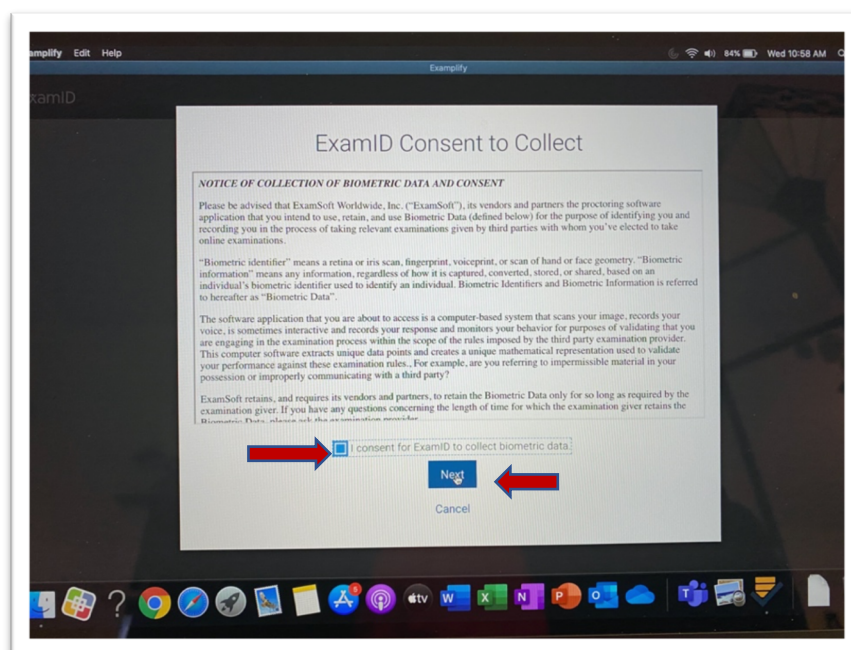 amplify Edit Help
84% Wed 10:58 AM
Examplify
xamID
ExamID Consent to Collect
NOTICE OF COLLECTION OF BIOMETRIC DATA AND CONSENT
Please be advised that ExamSoft Worldwide, Inc. ("ExamSoft"), its vendors and partners the proctoring software
application that you intend to use, retain, and use Biometric Data (defined below) for the purpose of identifying you and
recording you in the process of taking relevant examinations given by third parties with whom you've elected to take
online examinations.
"Biometric identifier" means a retina or iris scan, fingerprint, voiceprint, or scan of hand or face geometry. "Biometric
information" means any information, regardless of how it is captured, converted, stored, or shared, based on an
individual's biometric identifier used to identify an individual. Biometric Identifiers and Biometric Information is referred
to hereafter as "Biometric Data".
The software application that you are about to access is a computer-based system that scans your image, records your
voice, is sometimes interactive and records your response and monitors your behavior for purposes of validating that you
are engaging in the examination process within the scope of the rules imposed by the third party examination provider.
This computer software extracts unique data points and creates a unique mathematical representation used to validate
your performance against these examination rules., For example, are you referring to impermissible material in your
possession or improperly communicating with a third party?
ExamSoft retains, and requires its vendors and partners, to retain the Biometric Data only for so long as required by the
examination giver. If you have any questions concerning the length of time for which the examination giver retains the
Biometric Data, please ask the examination provider
I consent for ExamID to collect biometric data
Next
Cancel
5
tv W X N P O T